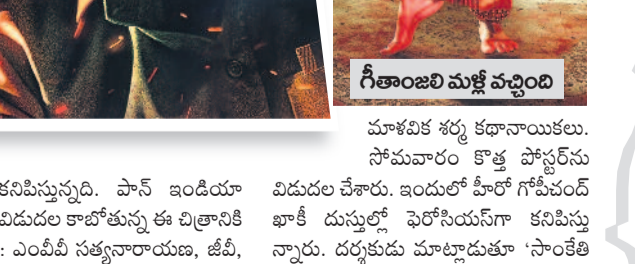 గీతాంజలి మళ్లీ వచ్చింది
కనిపిస్తున్నది. పాన్ ఇండియా
విడుదల కాబోతున్న ఈ చిత్రానికి
: ఎంవీవీ సత్యనారాయణ, జీవీ,
మాళవిక శర్మ కథానాయికలు.
సోమవారం కొత్త పోస్టర్‌ను
విడుదల చేశారు. ఇందులో హీరో గోపీచంద్
ఖాకీ దుస్తుల్లో ఫెరోసియస్‌గా కనిపిస్తు
న్నారు. దర్శకుడు మాట్లాడుతూ ‘సాంకేతి